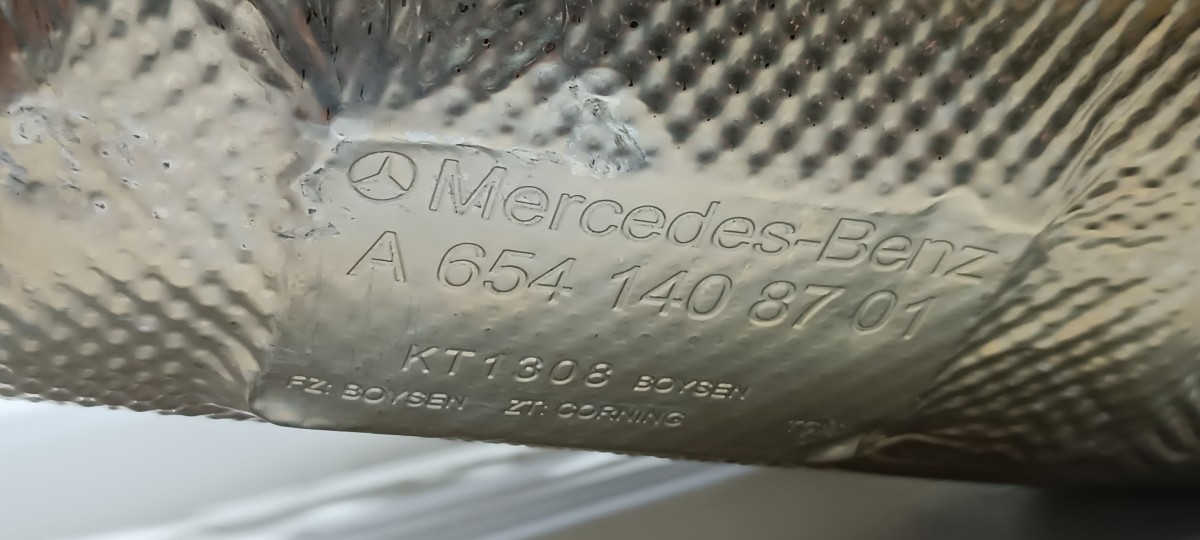 Mercedes-Benz
A 654 140 87 01
KT1308 BOYSEN
FZ: BOYSEN ZT: CORNING